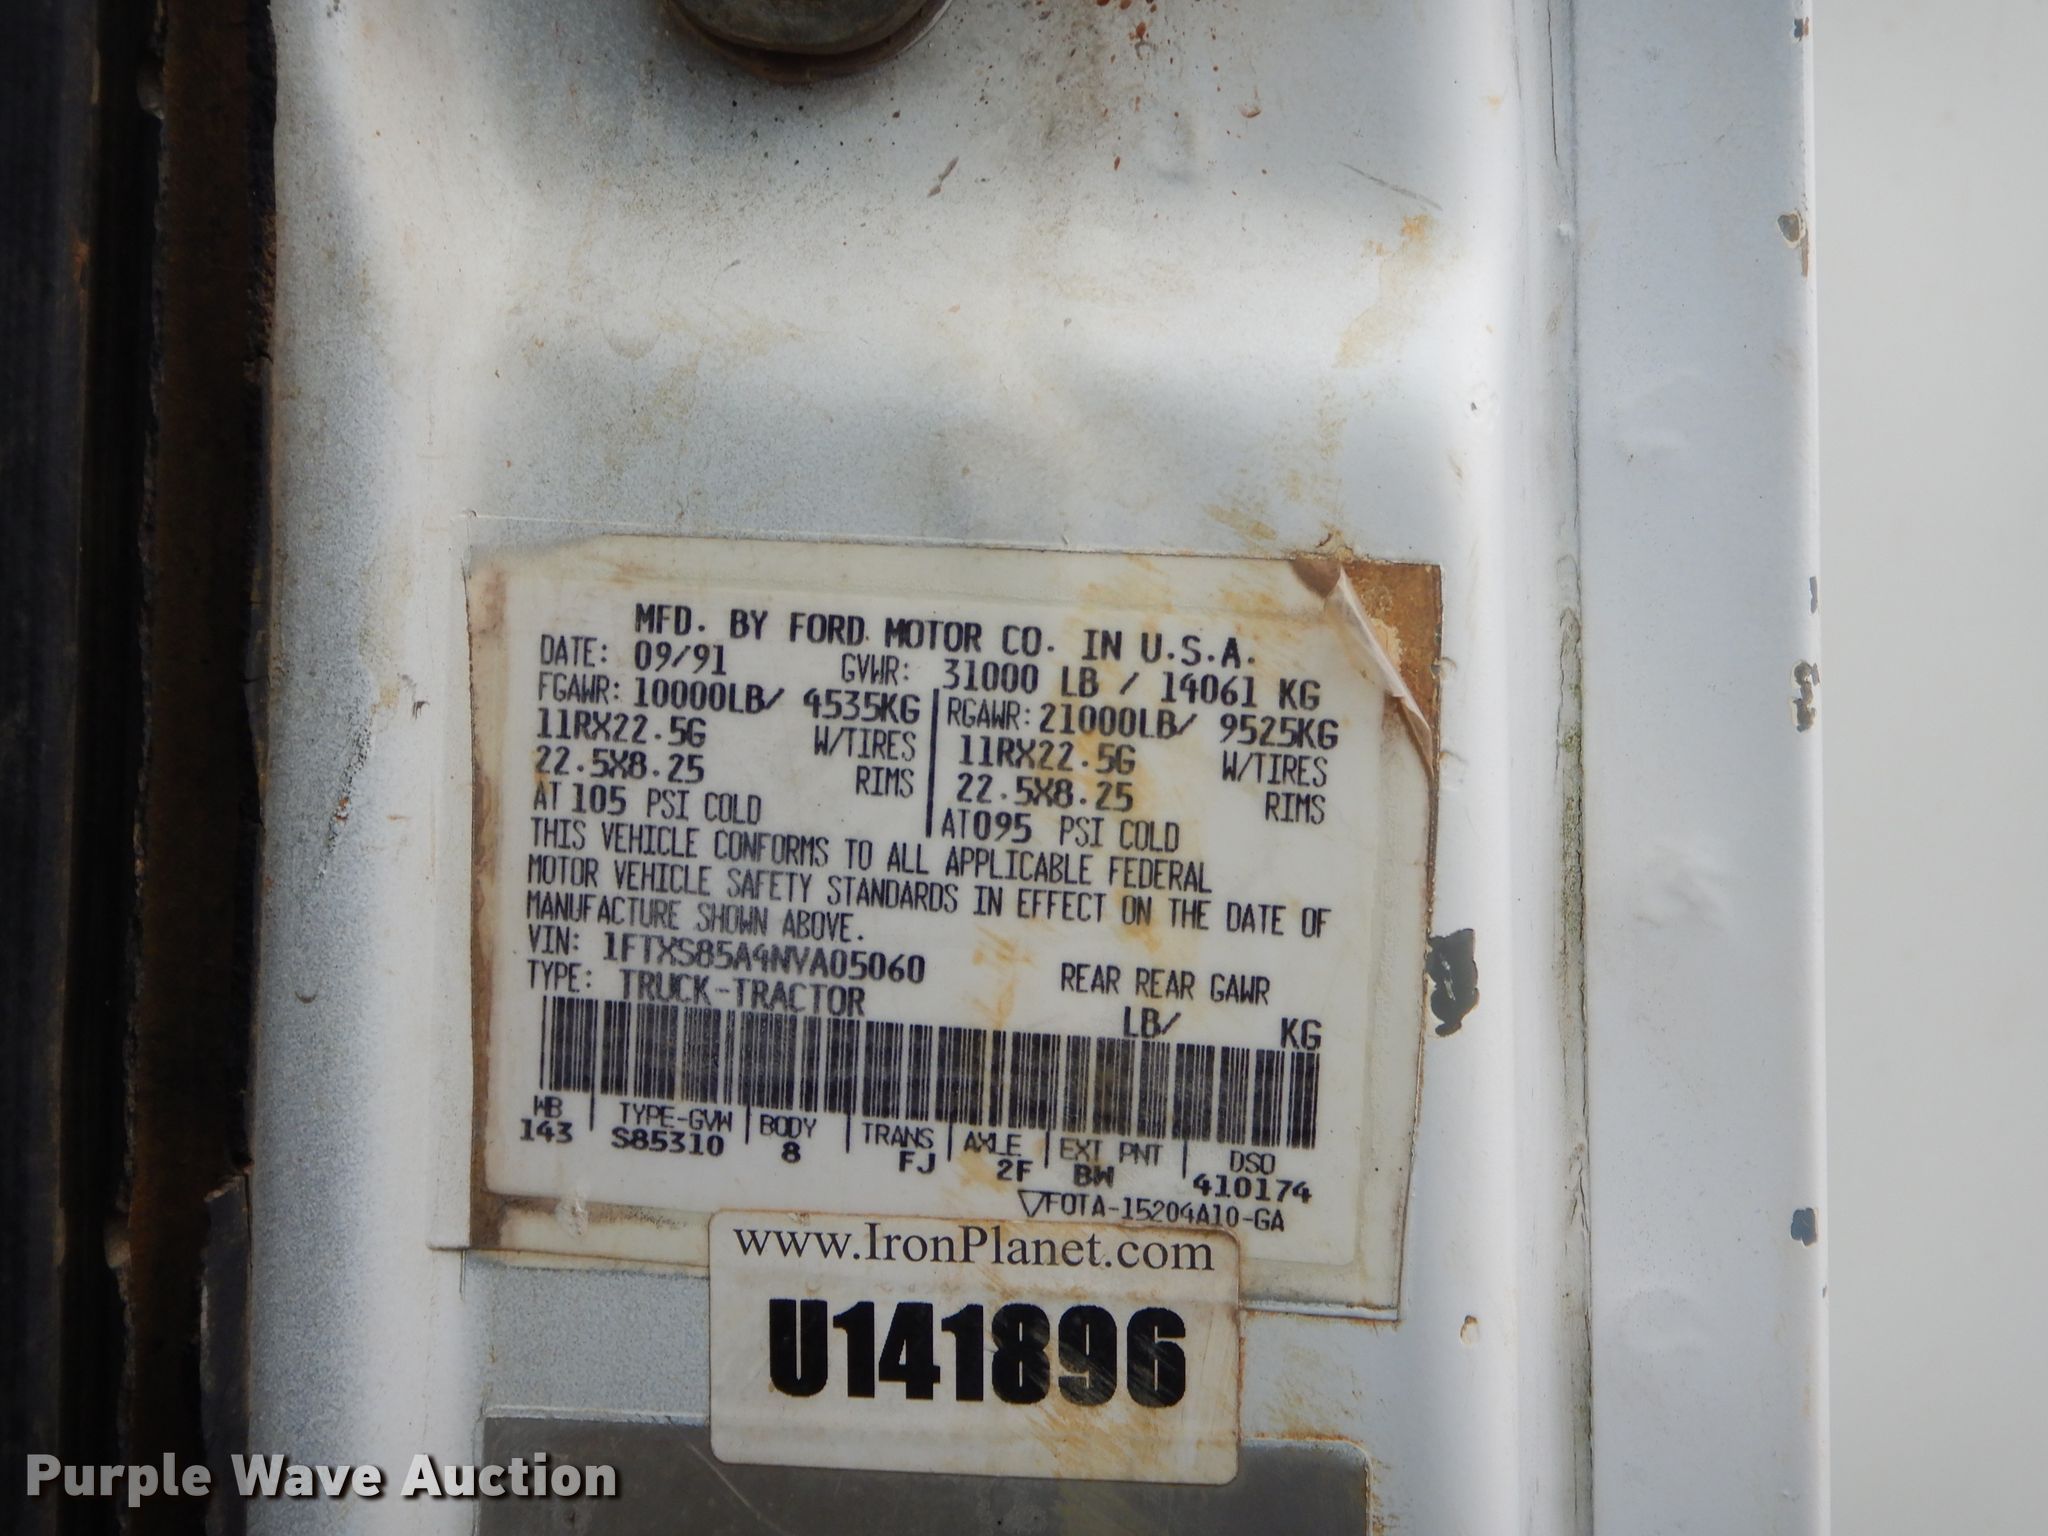 MFD. BY FORD MOTOR CO. IN U.S.A.
DATE: 09/91 GVWR: 31000 LB / 14061 KG
FGAWR: 10000LB/ 4535KG RGAWR: 21000LB/ 9525KG
11RX22.5G W/TIRES 11RX22.5G W/TIRES
22.5X8.25 RIMS 22.5X8.25 RIMS
AT 105 PSI COLD AT 095 PSI COLD
THIS VEHICLE CONFORMS TO ALL APPLICABLE FEDERAL
MOTOR VEHICLE SAFETY STANDARDS IN EFFECT ON THE DATE OF
MANUFACTURE SHOWN ABOVE.
VIN: 1FTXS85A4NVA05060 REAR REAR GAWR
TYPE: TRUCK-TRACTOR LB/ KG
WB TYPE-GVW BODY TRANS AXLE EXT PNT DSO
143 S85310 8 FJ 2F BW 410174
▽FOTA-15204A10-GA
www.IronPlanet.com
U141896
Purple Wave Auction